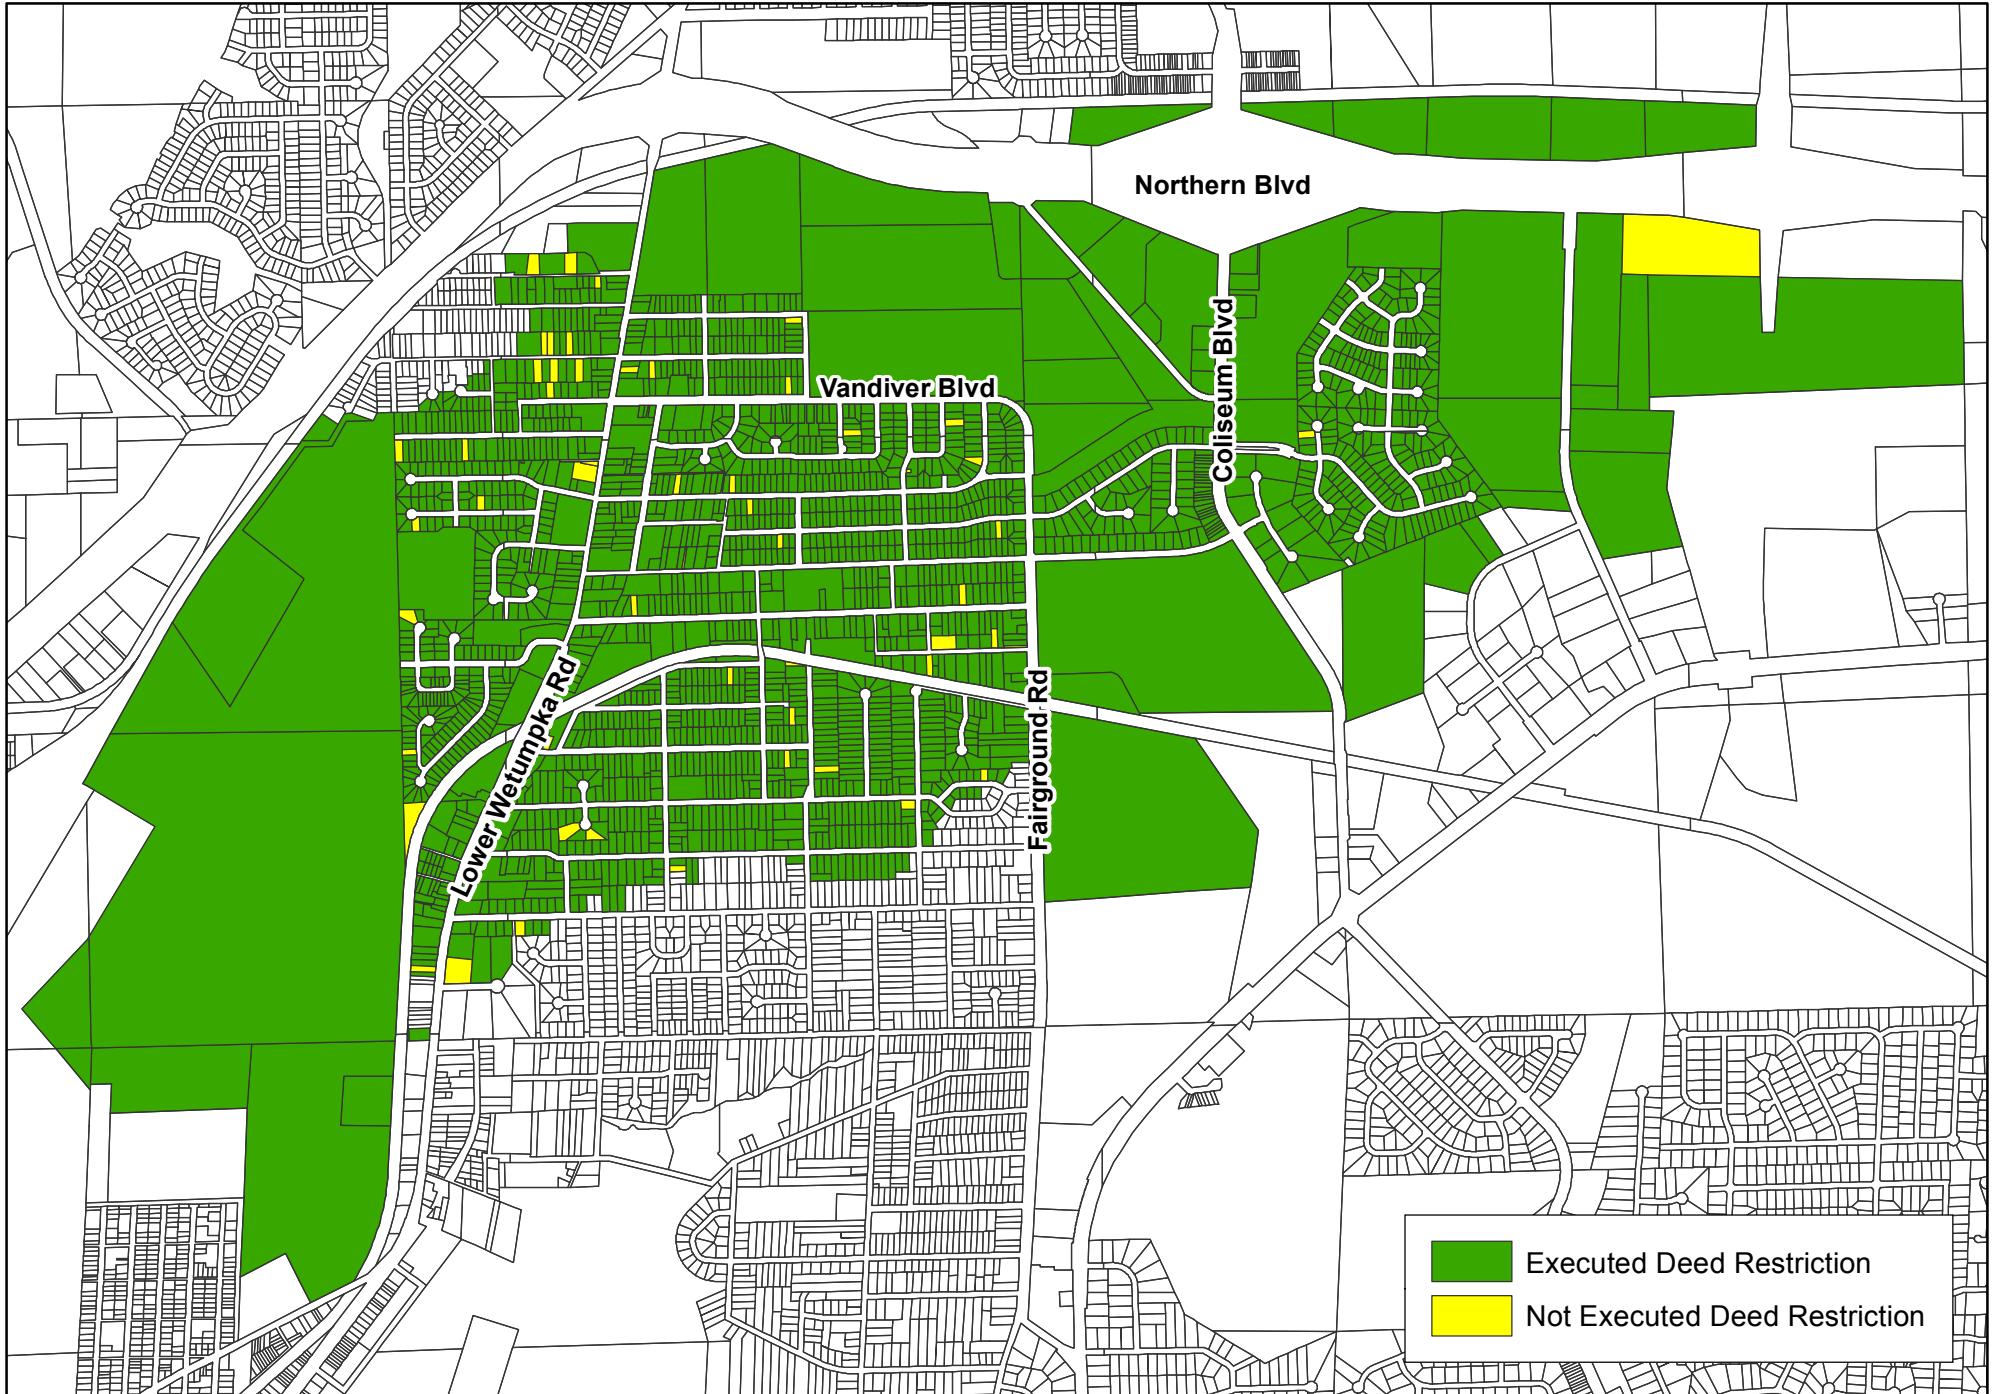 Northern Blvd
Vandiver Blvd
Coliseum Blvd
Lower Wetumpka Rd
Fairground Rd
Executed Deed Restriction
Not Executed Deed Restriction